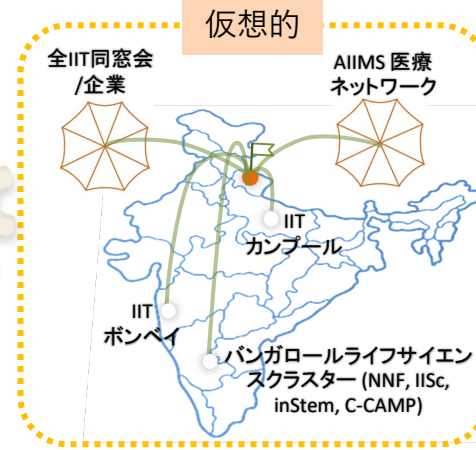 仮想的
全IIT同窓会
/企業
AIIMS 医療
ネットワーク
IIT
カンプール
IIT
ボンベイ
バンガロールライフサイエン
スクラスター (NNF, IISc,
inStem, C-CAMP)